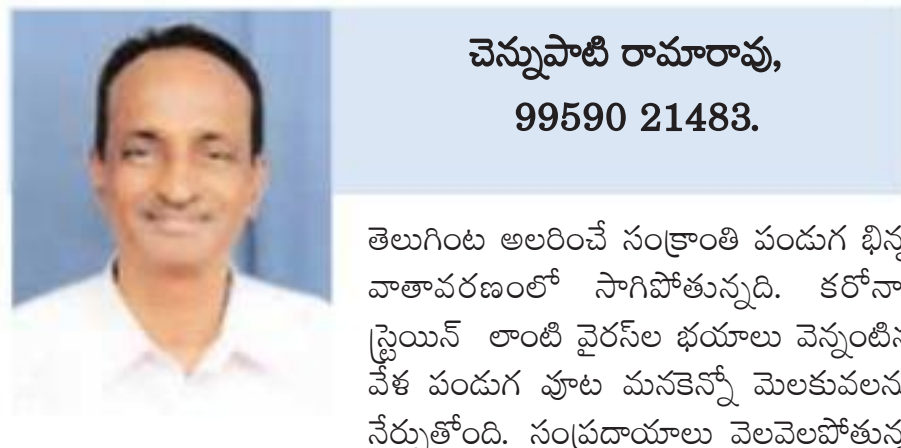 చెన్నుపాటి రామారావు,
99590 21483.
తెలుగింట అలరించే సంక్రాంతి పండుగ భిన్న
వాతావరణంలో సాగిపోతున్నది. కరోనా
స్ట్రెయిన్ లాంటి వైరస్‌ల భయాలు వెన్నంటిన
వేళ పండుగ వూట మనకెన్నో మెలకువలను
నేర్పుతోంది. సంప్రదాయాలు వెలవెలపోతున్న